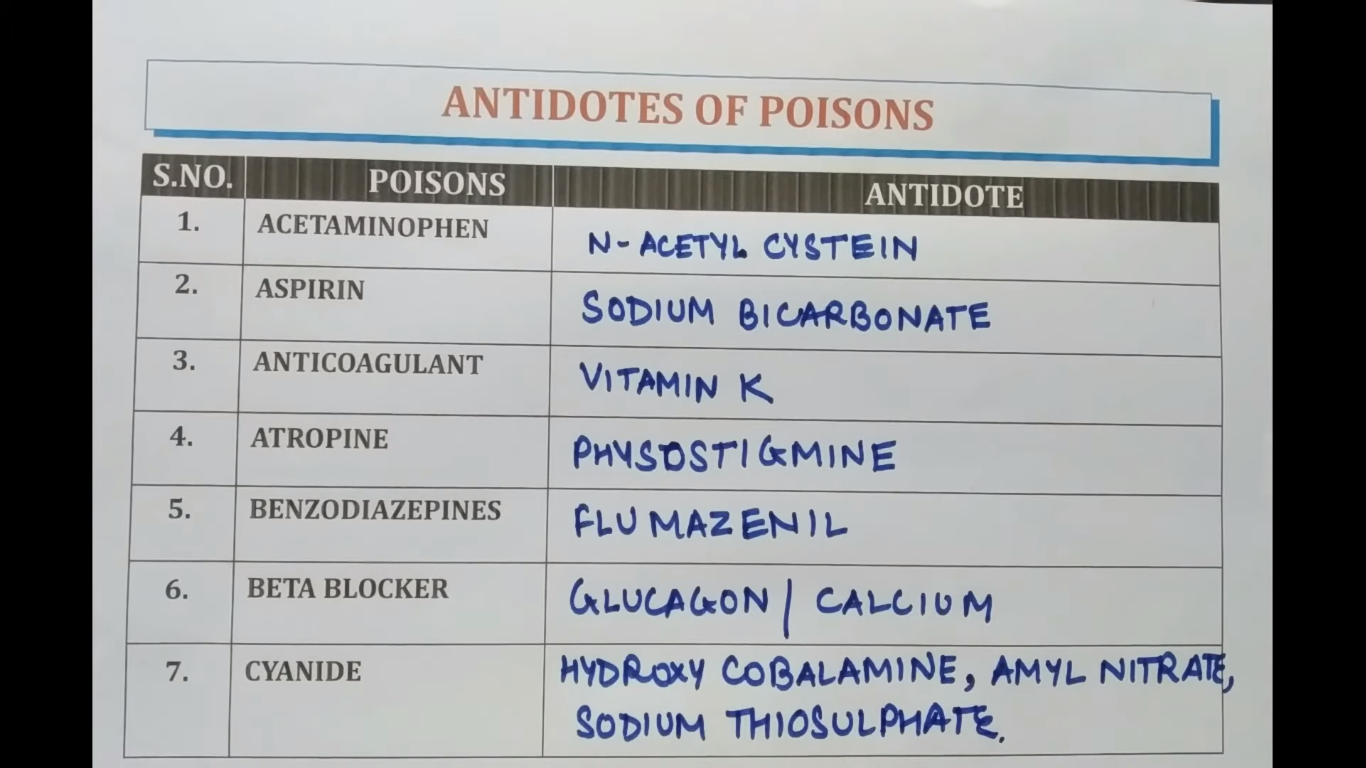 ANTIDOTES OF POISONS
S.NO. POISONS ANTIDOTE
1. ACETAMINOPHEN N-ACETYL CYSTEIN
2. ASPIRIN SODIUM BICARBONATE
3. ANTICOAGULANT VITAMIN K
4. ATROPINE PHYSOSTIGMINE
5. BENZODIAZEPINES FLUMAZENIL
6. BETA BLOCKER GLUCAGON / CALCIUM
7. CYANIDE HYDROXY COBALAMINE, AMYL NITRATE,
SODIUM THIOSULPHATE.